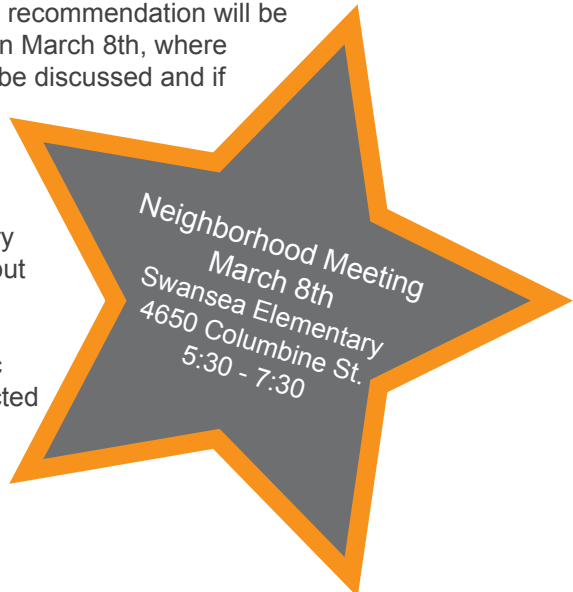 recommendation will be
n March 8th, where
be discussed and if
y
out
c
cted
Neighborhood Meeting
March 8th
Swansea Elementary
4650 Columbine St.
5:30 - 7:30